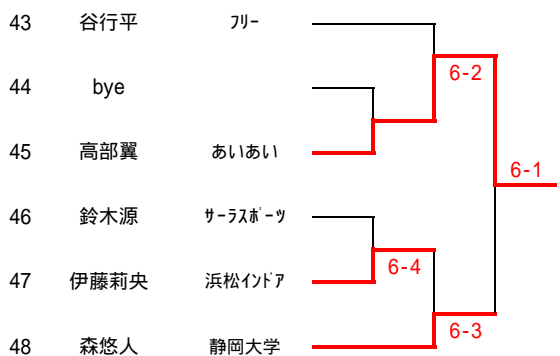 43 谷行平 フリー
6-2
44 bye
45 高部翼 あいあい
6-1
46 鈴木源 サーラスポーツ
6-4
47 伊藤莉央 浜松インドア
6-3
48 森悠人 静岡大学